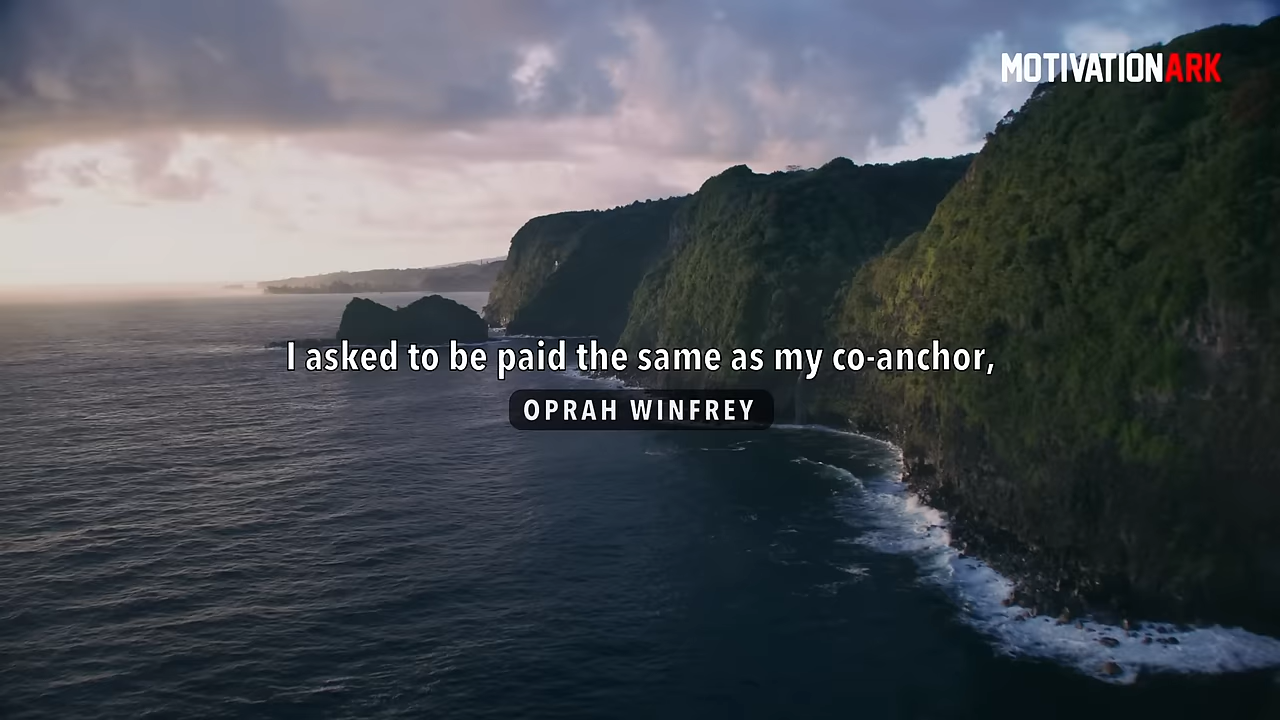 MOTIVATIONARK
I asked to be paid the same as my co-anchor,
OPRAH WINFREY